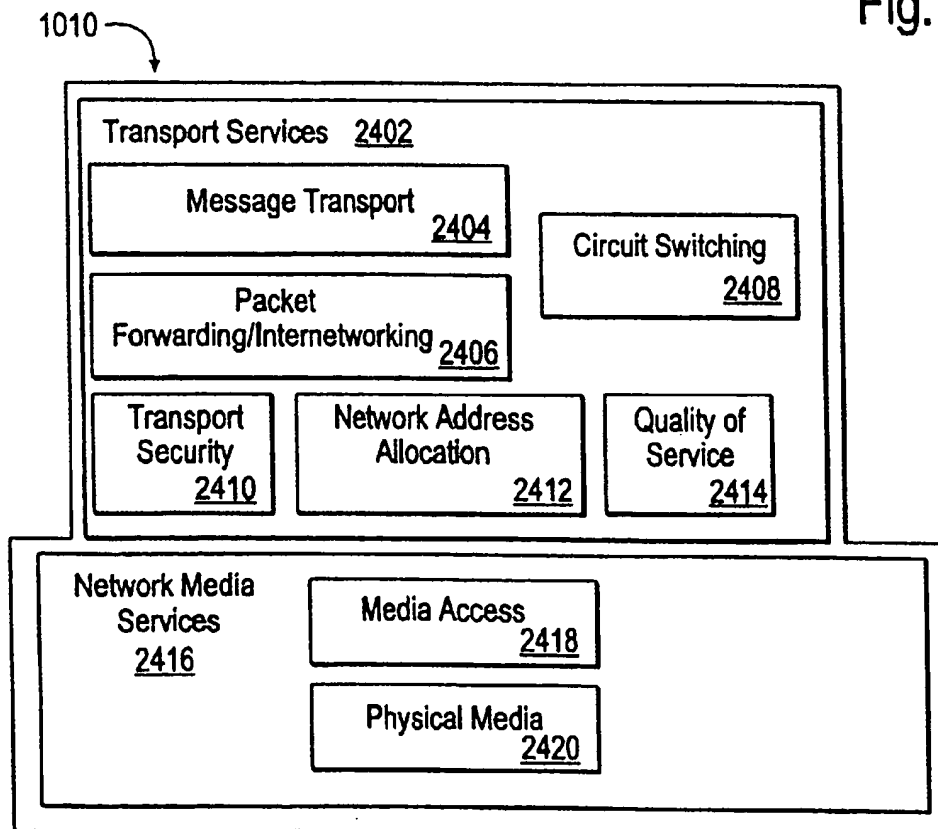 Fig.
1010
Transport Services 2402
Message Transport
2404
Circuit Switching
2408
Packet
Forwarding/Internetworking 2406
Transport
Security
2410
Network Address
Allocation
2412
Quality of
Service
2414
Network Media
Services
2416
Media Access
2418
Physical Media
2420